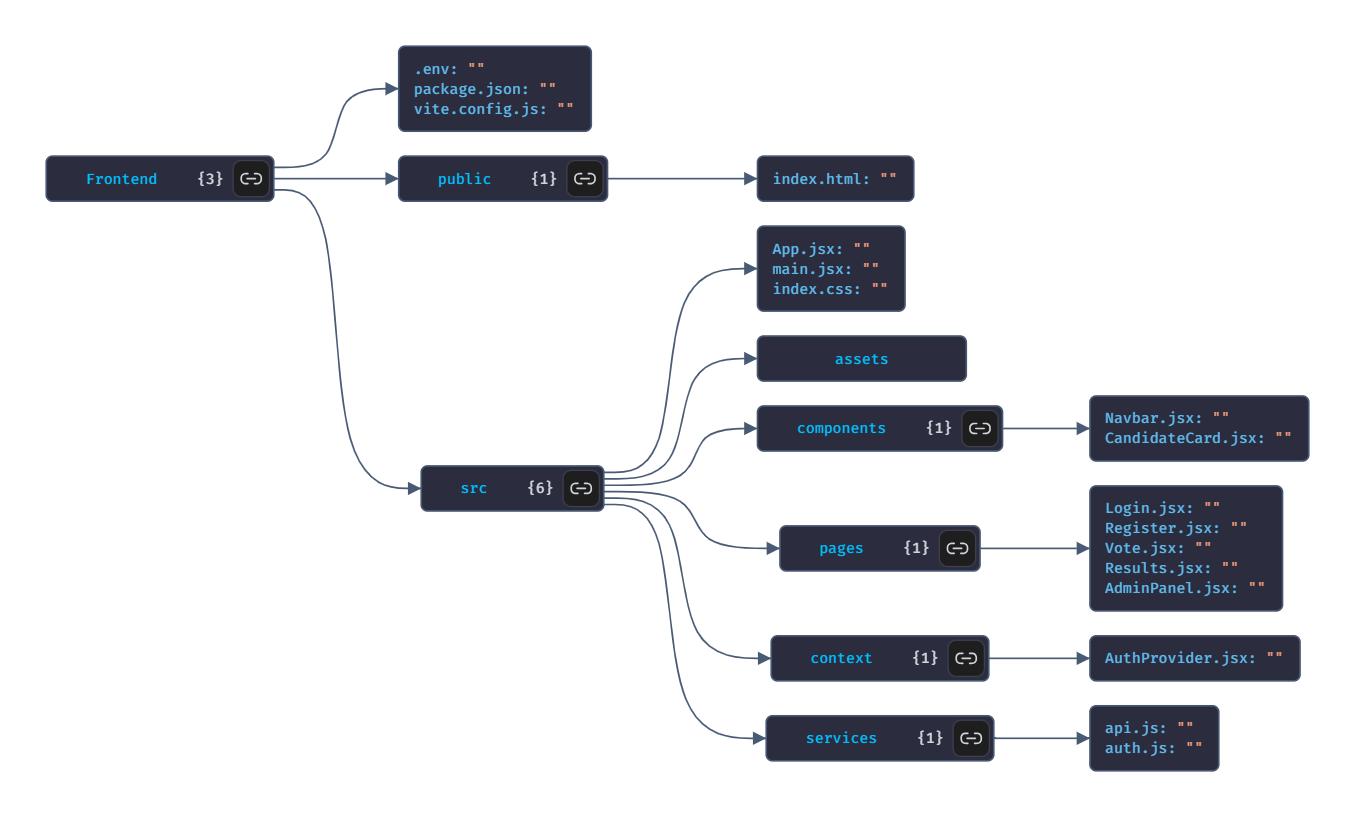 .env: ""
package.json: ""
vite.config.js: ""
Frontend {3}
public {1}
index.html: ""
App.jsx: ""
main.jsx: ""
index.css: ""
assets
components {1}
Navbar.jsx: ""
CandidateCard.jsx: ""
src {6}
pages {1}
Login.jsx: ""
Register.jsx: ""
Vote.jsx: ""
Results.jsx: ""
AdminPanel.jsx: ""
context {1}
AuthProvider.jsx: ""
services {1}
api.js: ""
auth.js: ""